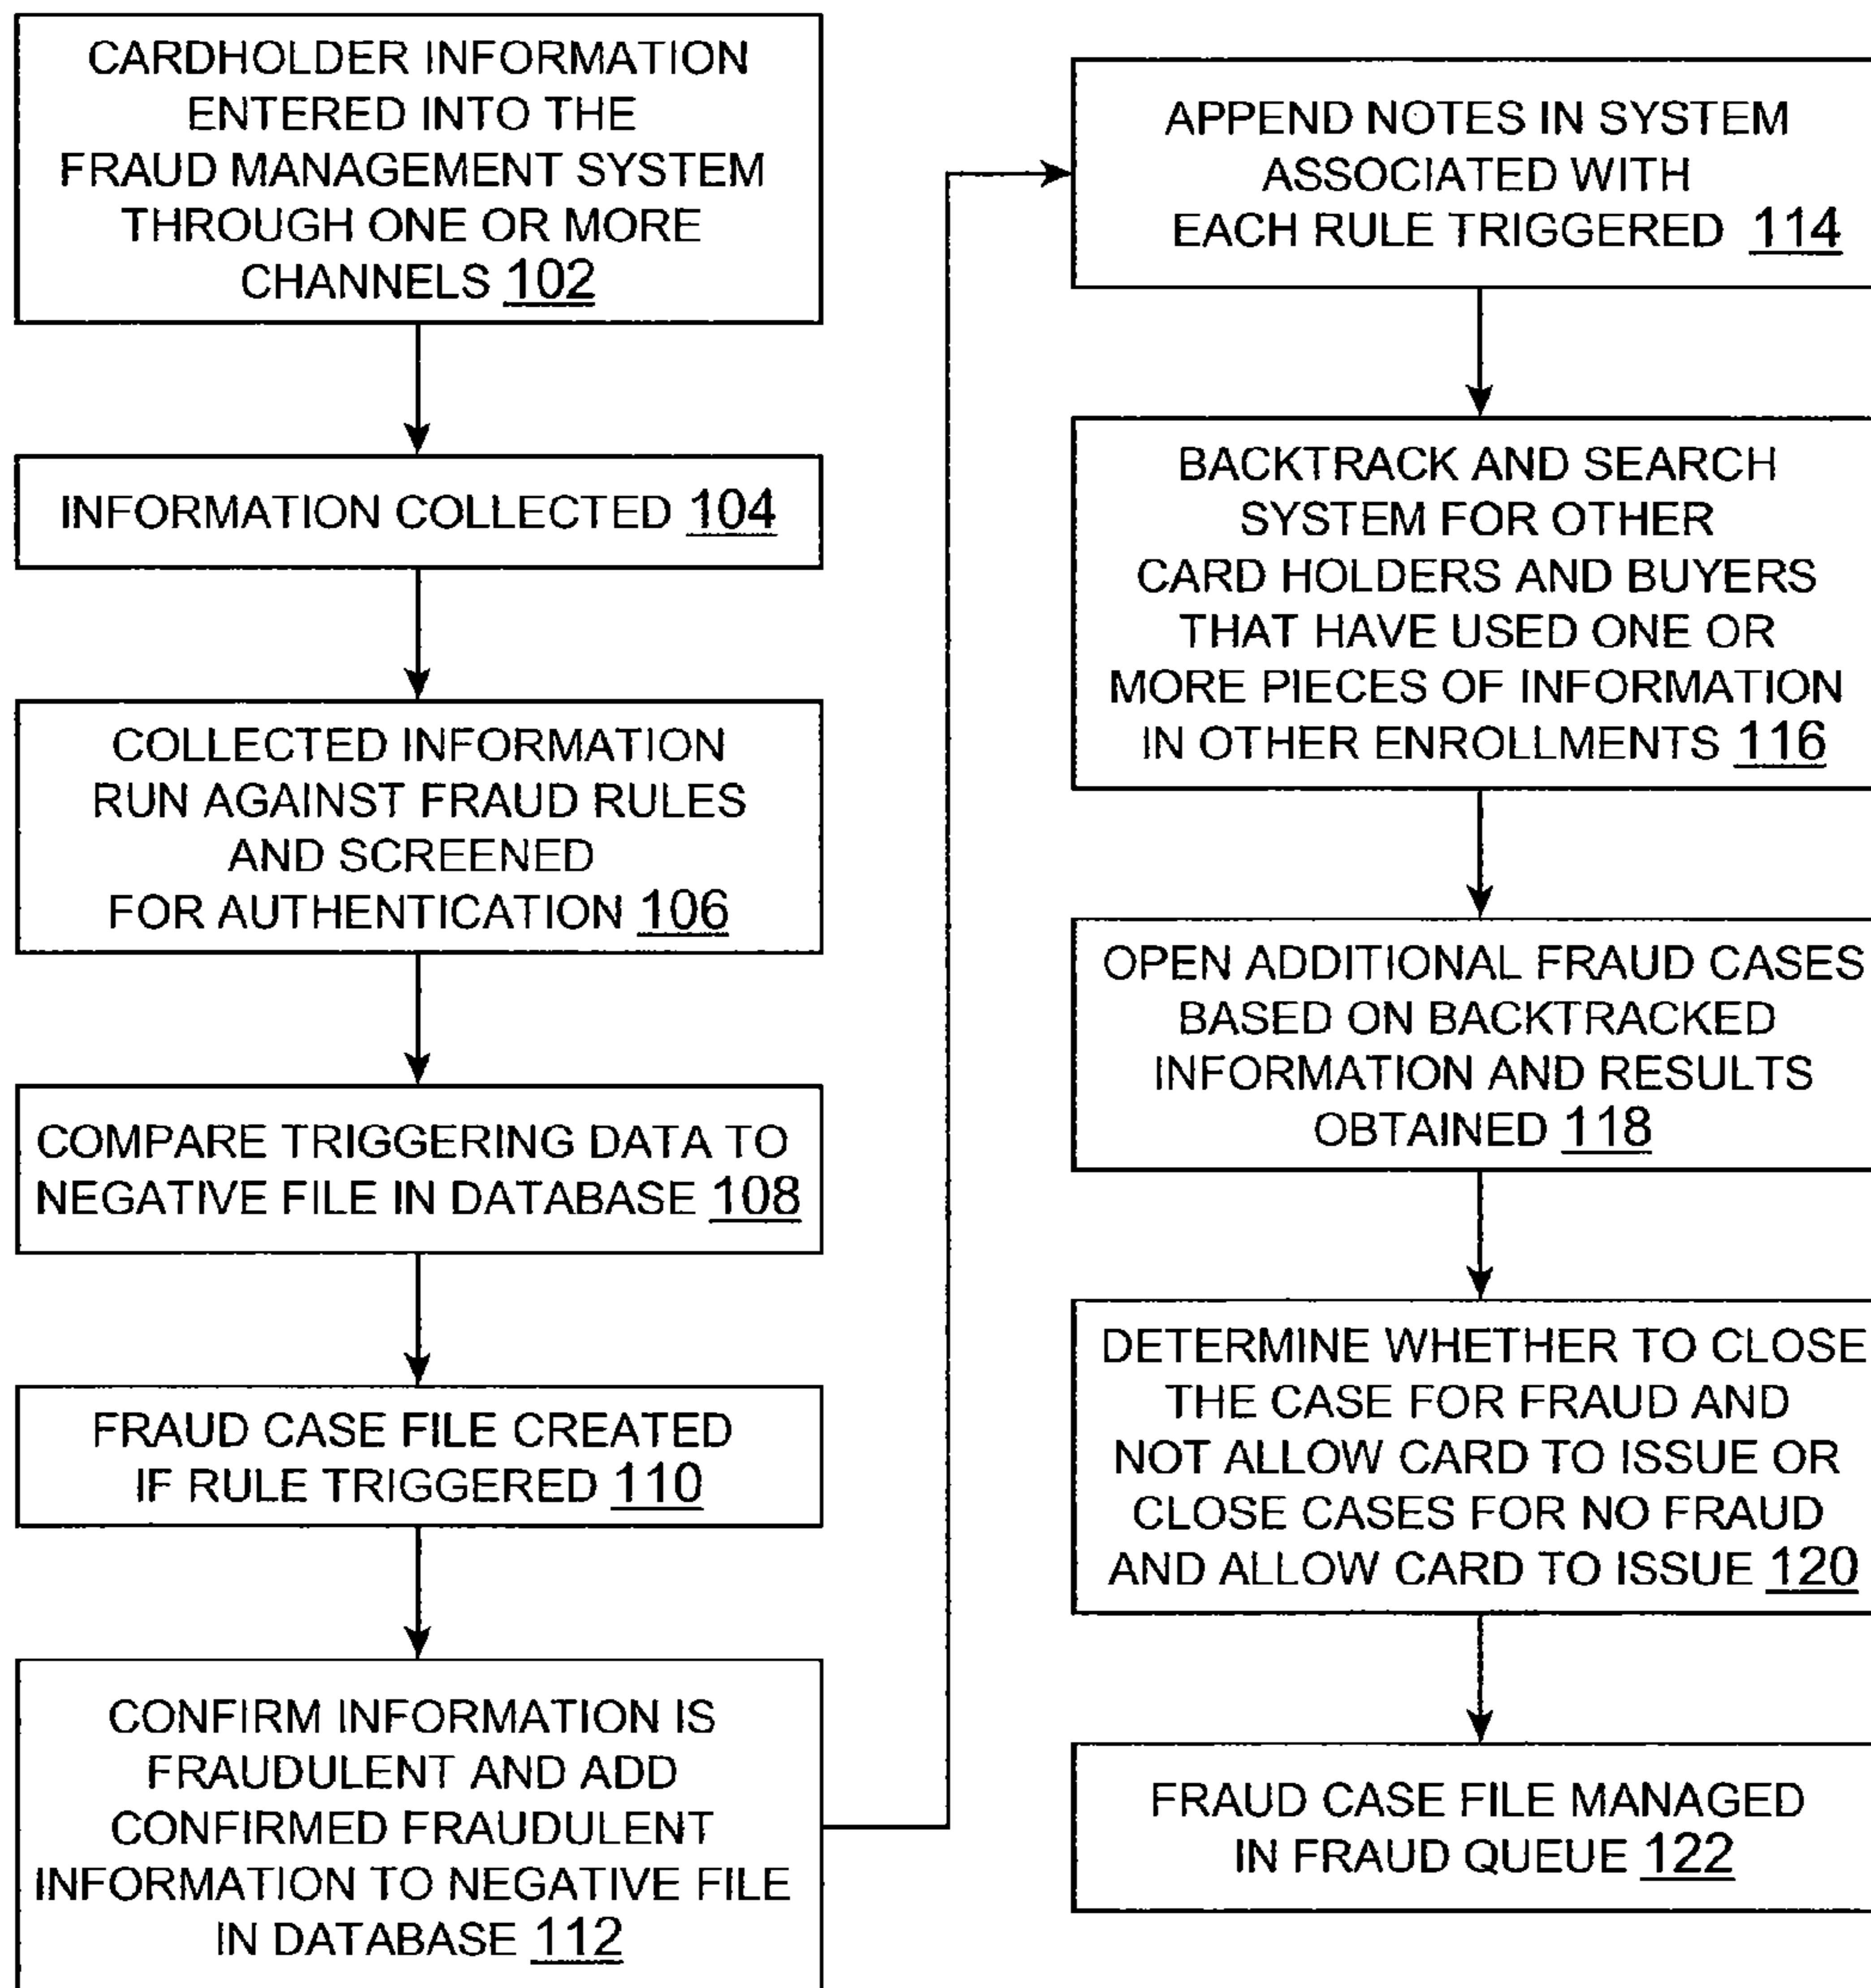 CARDHOLDER INFORMATION
ENTERED INTO THE
FRAUD MANAGEMENT SYSTEM
THROUGH ONE OR MORE
CHANNELS 102
INFORMATION COLLECTED 104
COLLECTED INFORMATION
RUN AGAINST FRAUD RULES
AND SCREENED
FOR AUTHENTICATION 106
COMPARE TRIGGERING DATA TO
NEGATIVE FILE IN DATABASE 108
FRAUD CASE FILE CREATED
IF RULE TRIGGERED 110
CONFIRM INFORMATION IS
FRAUDULENT AND ADD
CONFIRMED FRAUDULENT
INFORMATION TO NEGATIVE FILE
IN DATABASE 112
APPEND NOTES IN SYSTEM
ASSOCIATED WITH
EACH RULE TRIGGERED 114
BACKTRACK AND SEARCH
SYSTEM FOR OTHER
CARD HOLDERS AND BUYERS
THAT HAVE USED ONE OR
MORE PIECES OF INFORMATION
IN OTHER ENROLLMENTS 116
OPEN ADDITIONAL FRAUD CASES
BASED ON BACKTRACKED
INFORMATION AND RESULTS
OBTAINED 118
DETERMINE WHETHER TO CLOSE
THE CASE FOR FRAUD AND
NOT ALLOW CARD TO ISSUE OR
CLOSE CASES FOR NO FRAUD
AND ALLOW CARD TO ISSUE 120
FRAUD CASE FILE MANAGED
IN FRAUD QUEUE 122